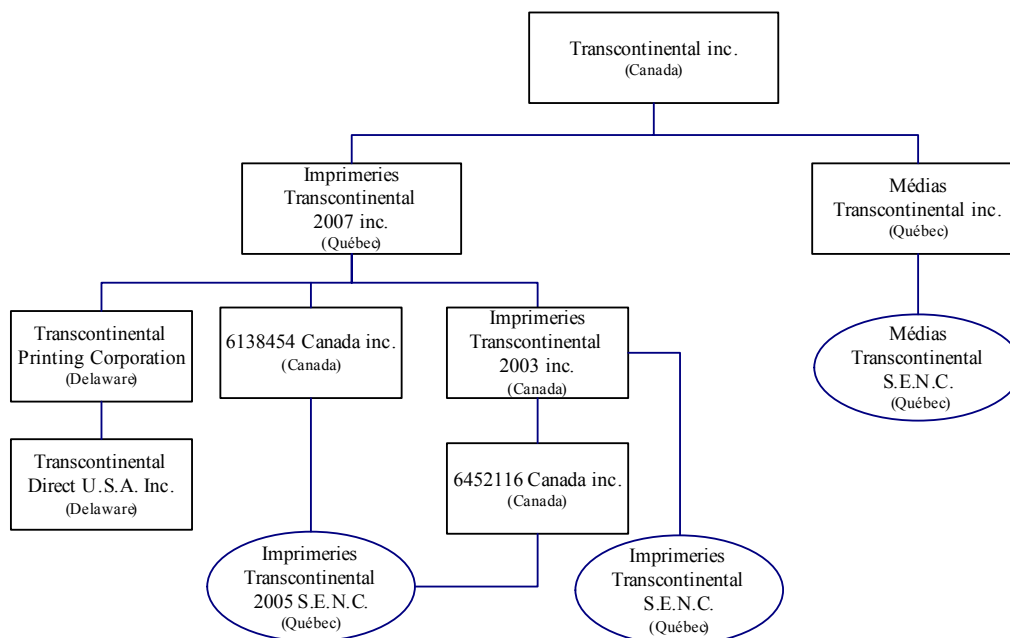 Transcontinental inc.
(Canada)
Imprimeries
Transcontinental
2007 inc.
(Québec)
Médias
Transcontinental inc.
(Québec)
Transcontinental
Printing Corporation
(Delaware)
6138454 Canada inc.
(Canada)
Imprimeries
Transcontinental
2003 inc.
(Canada)
Médias
Transcontinental
S.E.N.C.
(Québec)
Transcontinental
Direct U.S.A. Inc.
(Delaware)
6452116 Canada inc.
(Canada)
Imprimeries
Transcontinental
2005 S.E.N.C.
(Québec)
Imprimeries
Transcontinental
S.E.N.C.
(Québec)